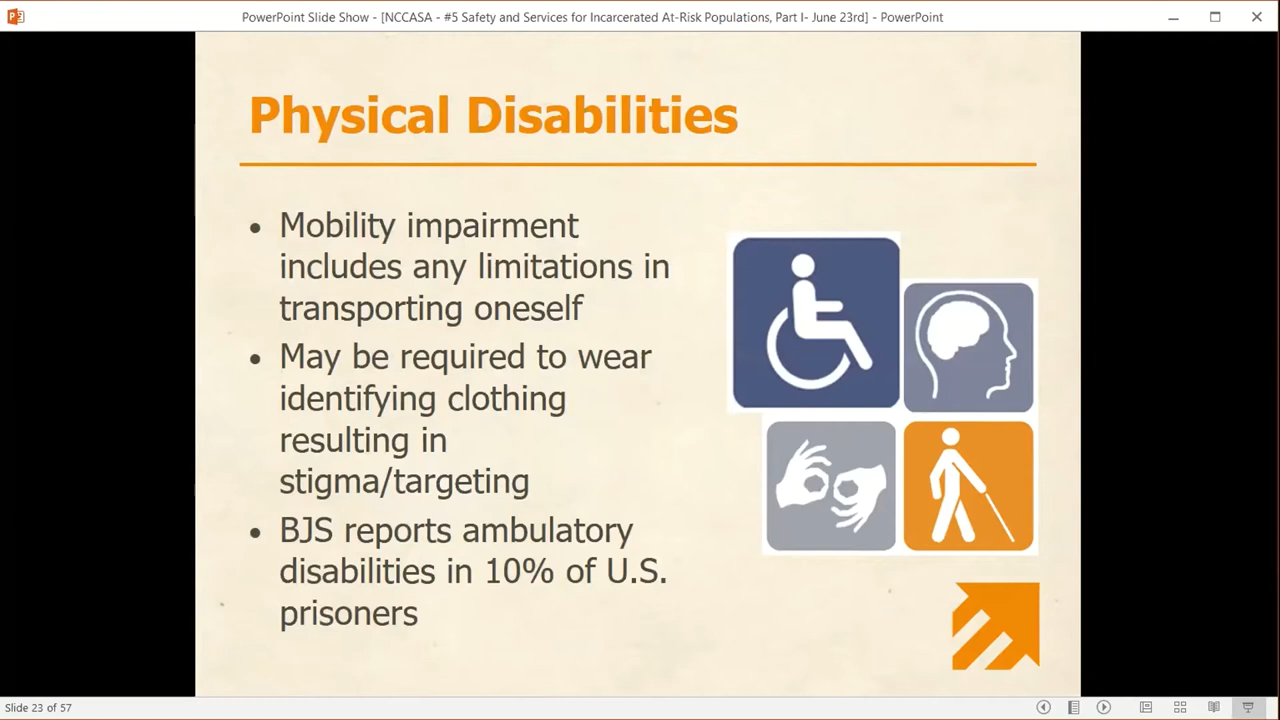 PowerPoint Slide Show - [NCCASA - #5 Safety and Services for Incarcerated At-Risk Populations, Part I- June 23rd] - PowerPoint
Physical Disabilities
• Mobility impairment
includes any limitations in
transporting oneself
• May be required to wear
identifying clothing
resulting in
stigma/targeting
• BJS reports ambulatory
disabilities in 10% of U.S.
prisoners
Slide 23 of 57